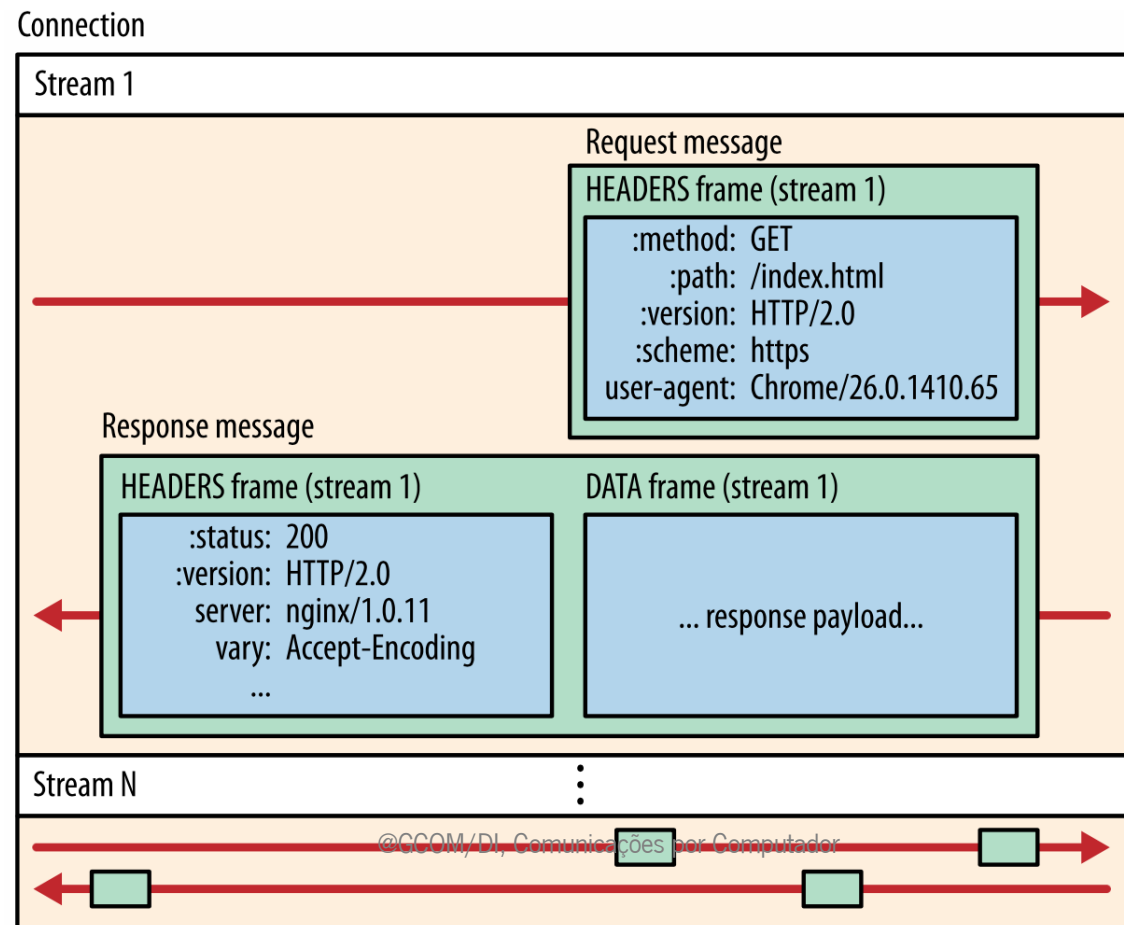 Connection
Stream 1
Request message
HEADERS frame (stream 1)
:method: GET
:path: /index.html
:version: HTTP/2.0
:scheme: https
user-agent: Chrome/26.0.1410.65
Response message
HEADERS frame (stream 1)
:status: 200
:version: HTTP/2.0
server: nginx/1.0.11
vary: Accept-Encoding
...
DATA frame (stream 1)
... response payload...
Stream N
@GCOM/DI, Comunicações por Computador